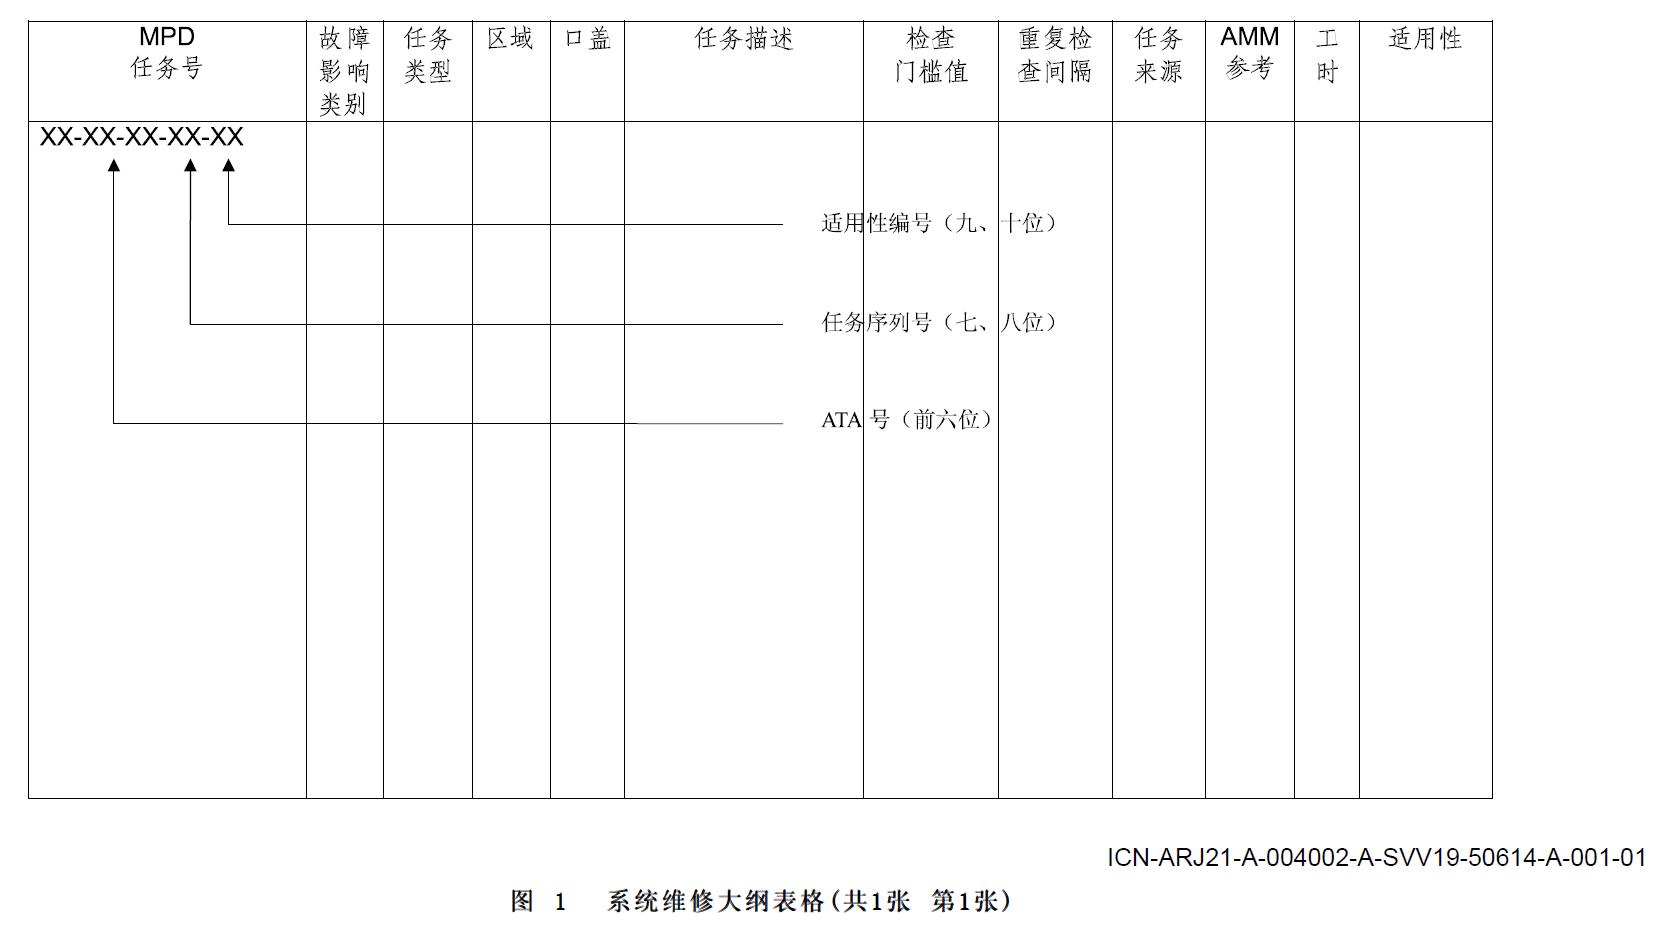 MPD
任务号
故障
影响
类别
任务
类型
区域
口盖
任务描述
检查
门槛值
重复检
查间隔
任务
来源
AMM
参考
工
时
适用性
XX-XX-XX-XX-XX
适用性编号（九、十位）
任务序列号（七、八位）
ATA 号（前六位）
ICN-ARJ21-A-004002-A-SVV19-50614-A-001-01
图 1 系统维修大纲表格(共1张 第1张)